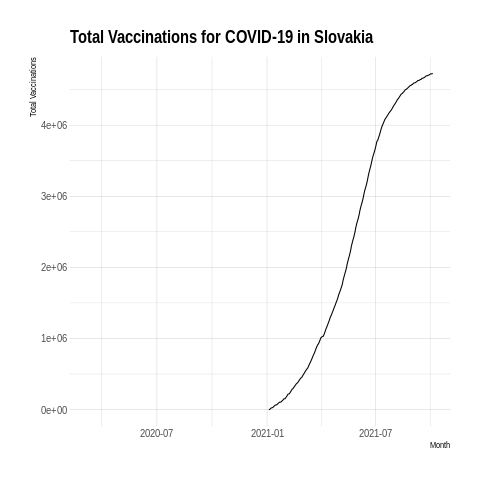 Total Vaccinations for COVID-19 in Slovakia
Total Vaccinations
4e+06
3e+06
2e+06
1e+06
0e+00
2020-07
2021-01
2021-07
Month